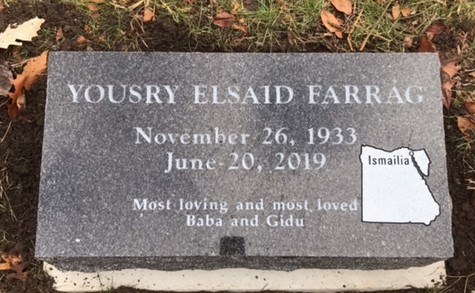 YOUSRY ELSAID FARRAG
November 26, 1933
June 20, 2019
Ismailia
Most loving and most loved
Baba and Gidu